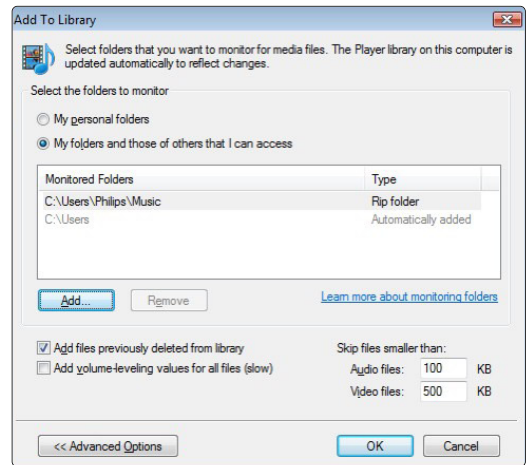 Add To Library
Select folders that you want to monitor for media files. The Player library on this computer is
updated automatically to reflect changes.
Select the folders to monitor
My personal folders
My folders and those of others that I can access
Monitored Folders Type
C:\Users\Philips\Music Rip folder
C:\Users Automatically added
Add... Remove Learn more about monitoring folders
Add files previously deleted from library Skip files smaller than:
Add volume-leveling values for all files (slow) Audio files: 100 KB
Video files: 500 KB
<< Advanced Options OK Cancel